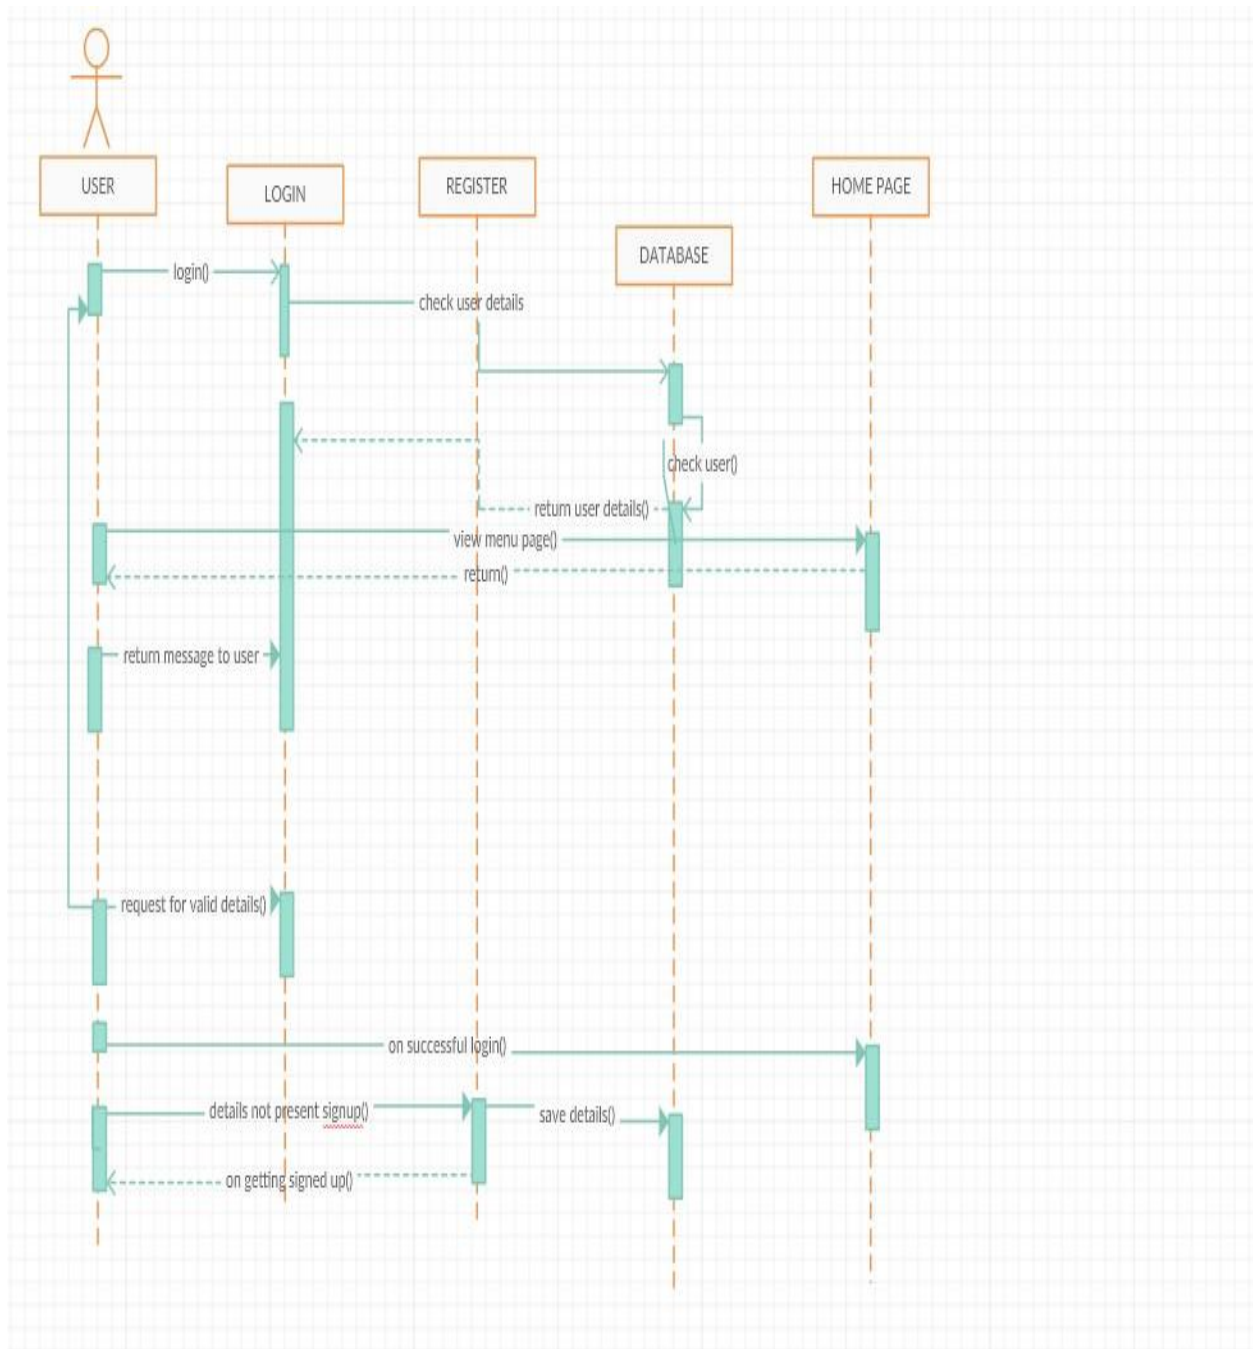 USER
LOGIN
REGISTER
DATABASE
HOME PAGE
login()
check user details
check user()
return user details()
view menu page()
return()
return message to user
request for valid details()
on successful login()
details not present signup()
save details()
on getting signed up()